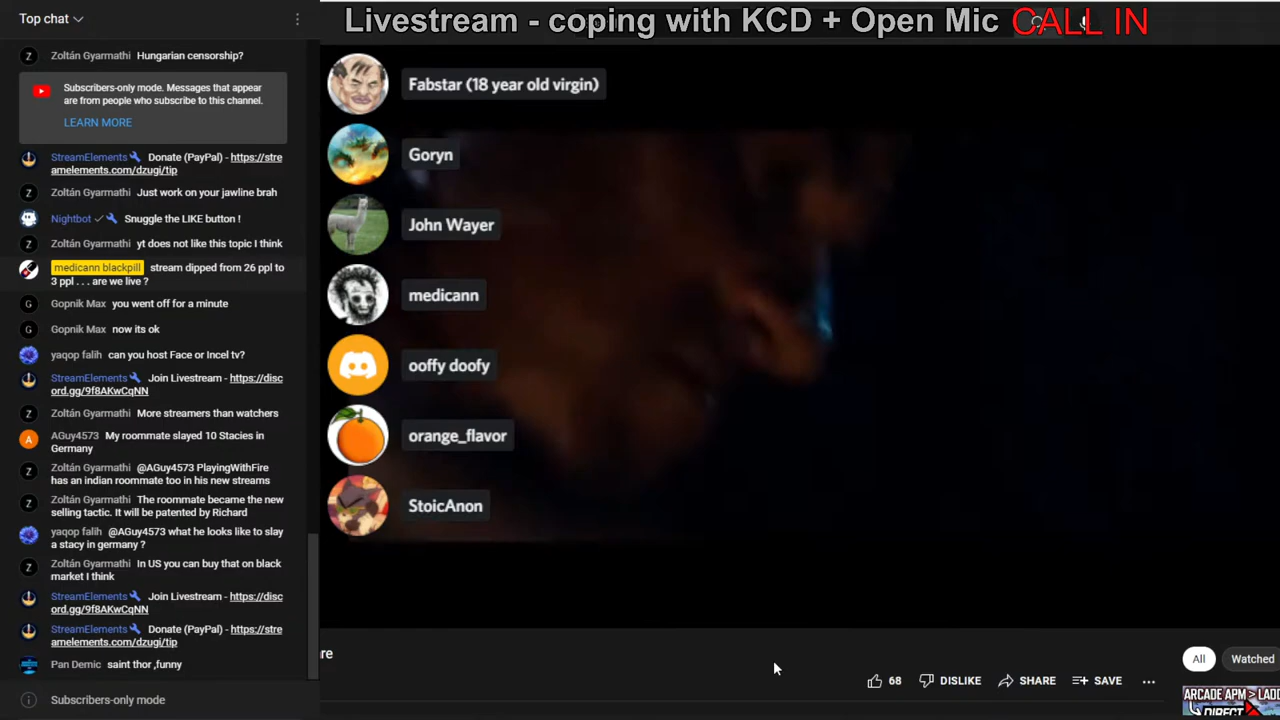 Top chat
Livestream - coping with KCD + Open Mic CALL IN
Zoltán Gyarmathi Hungarian censorship?
Subscribers-only mode. Messages that appear
are from people who subscribe to this channel.
LEARN MORE
StreamElements Donate (PayPal) - https://stre
amelements.com/dzugi/tip
Zoltán Gyarmathi Just work on your jawline brah
Nightbot Snuggle the LIKE button !
Zoltán Gyarmathi yt does not like this topic I think
medicann blackpill stream dipped from 26 ppl to
3 ppl . . . are we live ?
Gopnik Max you went off for a minute
Gopnik Max now its ok
yaqop falih can you host Face or Incel tv?
StreamElements Join Livestream - https://disc
ord.gg/9f8AKwCqNN
Zoltán Gyarmathi More streamers than watchers
A AGuy4573 My roommate slayed 10 Stacies in
Germany
Zoltán Gyarmathi @AGuy4573 PlayingWithFire
has an indian roommate too in his new streams
Zoltán Gyarmathi The roommate became the new
selling tactic. It will be patented by Richard
yaqop falih @AGuy4573 what he looks like to slay
a stacy in germany ?
Zoltán Gyarmathi In US you can buy that on black
market I think
StreamElements Join Livestream - https://disc
ord.gg/9f8AKwCqNN
StreamElements Donate (PayPal) - https://stre
amelements.com/dzugi/tip
Pan Demic saint thor ,funny
Subscribers-only mode
Fabstar (18 year old virgin)
Goryn
John Wayer
medicann
ooffy doofy
orange_flavor
StoicAnon
re
68 DISLIKE SHARE SAVE
All Watched
ARCADE APM > LADD
DIRECT